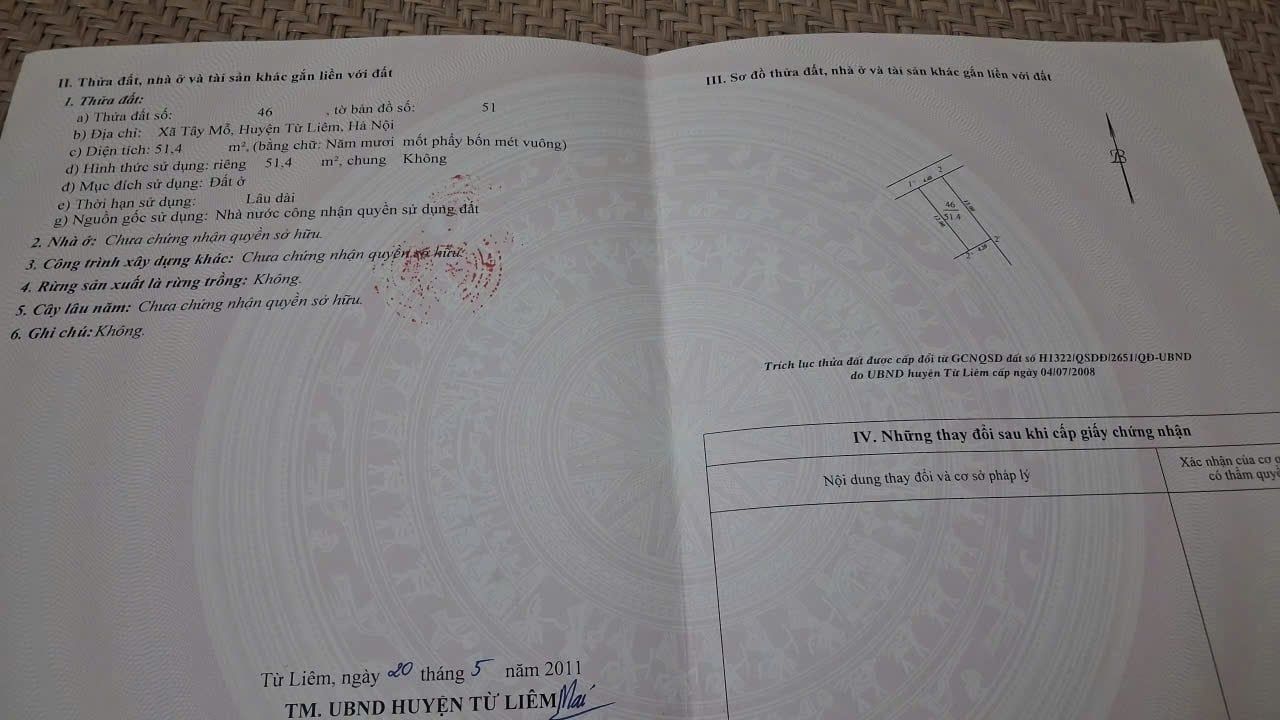 II. Thửa đất, nhà ở và tài sản khác gắn liền với đất
1. Thửa đất:
a) Thửa đất số: 46 , tờ bản đồ số: 51
b) Địa chỉ: Xã Tây Mỗ, Huyện Từ Liêm, Hà Nội
c) Diện tích: 51,4 m², (bằng chữ: Năm mươi mốt phẩy bốn mét vuông)
d) Hình thức sử dụng: riêng 51,4 m², chung Không
đ) Mục đích sử dụng: Đất ở
e) Thời hạn sử dụng: Lâu dài
g) Nguồn gốc sử dụng: Nhà nước công nhận quyền sử dụng đất
2. Nhà ở: Chưa chứng nhận quyền sở hữu.
3. Công trình xây dựng khác: Chưa chứng nhận quyền sở hữu.
4. Rừng sản xuất là rừng trồng: Không.
5. Cây lâu năm: Chưa chứng nhận quyền sở hữu.
6. Ghi chú: Không.
Từ Liêm, ngày 20 tháng 5 năm 2011
TM. UBND HUYỆN TỪ LIÊM
III. Sơ đồ thửa đất, nhà ở và tài sản khác gắn liền với đất
B
46
51.4
Trích lục thửa đất được cấp đổi từ GCNQSD đất số H1322/QSDĐ/2651/QĐ-UBND
do UBND huyện Từ Liêm cấp ngày 04/07/2008
IV. Những thay đổi sau khi cấp giấy chứng nhận
Nội dung thay đổi và cơ sở pháp lý
Xác nhận của cơ
có thẩm quy